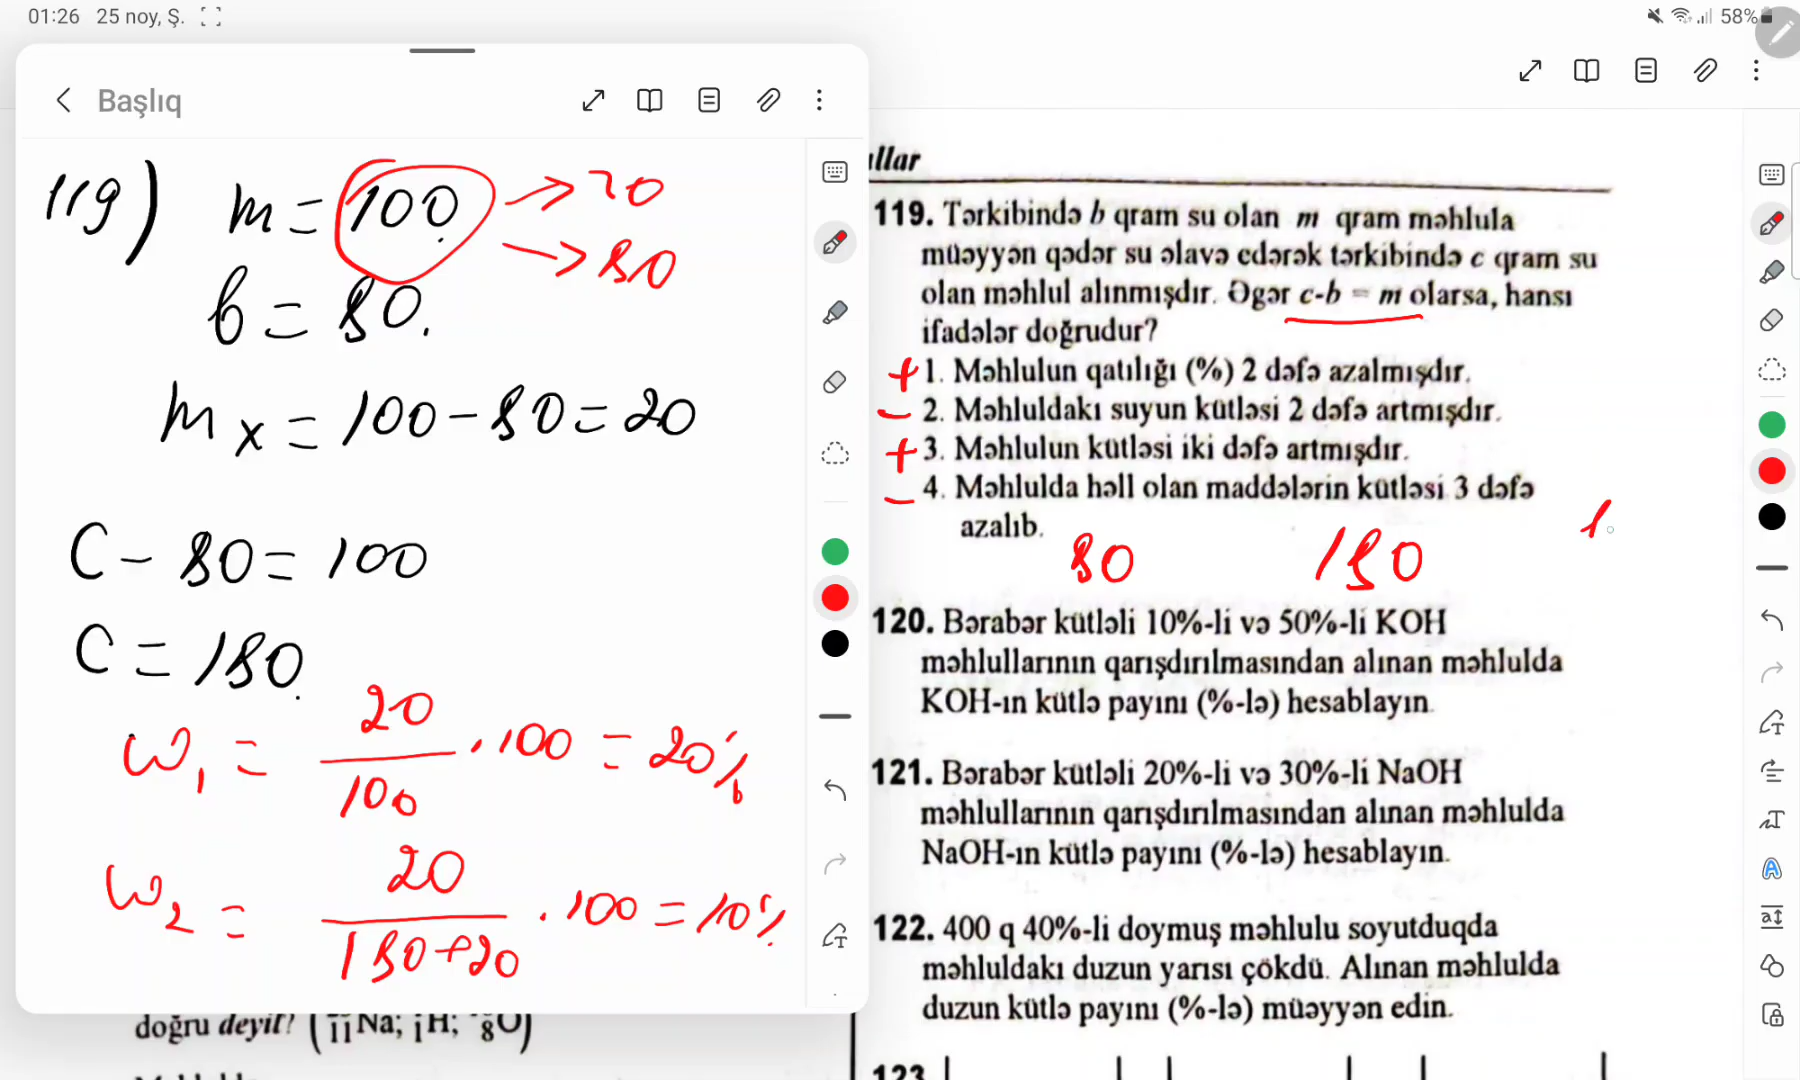 01:26 25 noy, Ş.
58%
Başlıq
119) m = 100 → 20
→ 80
b = 80.
mx = 100 - 80 = 20
C - 80 = 100
C = 180.
ω1 = 20/100 · 100 = 20%
ω2 = 20/180+20 · 100 = 10%
doğru deyil? (11Na; 1H; 8O)
llar
119. Tərkibində b qram su olan m qram məhlula
müəyyən qədər su əlavə edərək tərkibində c qram su
olan məhlul alınmışdır. Əgər c-b = m olarsa, hansı
ifadələr doğrudur?
+ 1. Məhlulun qatılığı (%) 2 dəfə azalmışdır.
- 2. Məhluldakı suyun kütləsi 2 dəfə artmışdır.
+ 3. Məhlulun kütləsi iki dəfə artmışdır.
- 4. Məhlulda həll olan maddələrin kütləsi 3 dəfə
azalıb.
80 180 1
120. Bərabər kütləli 10%-li və 50%-li KOH
məhlullarının qarışdırılmasından alınan məhlulda
KOH-ın kütlə payını (%-lə) hesablayın.
121. Bərabər kütləli 20%-li və 30%-li NaOH
məhlullarının qarışdırılmasından alınan məhlulda
NaOH-ın kütlə payını (%-lə) hesablayın.
122. 400 q 40%-li doymuş məhlulu soyutduqda
məhluldakı duzun yarısı çökdü. Alınan məhlulda
duzun kütlə payını (%-lə) müəyyən edin.
123